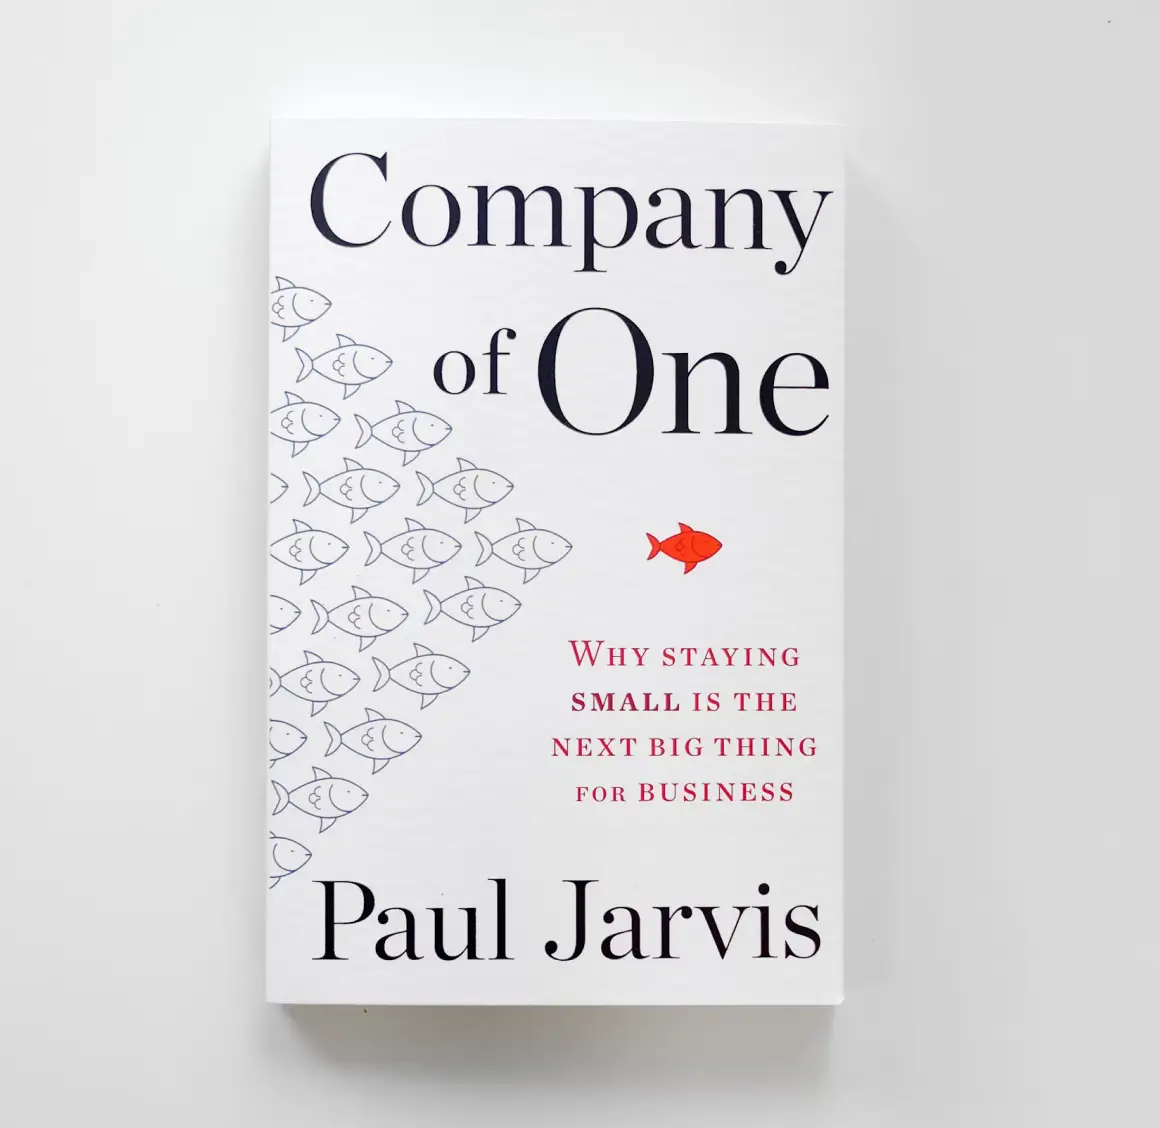 Company
of One
WHY STAYING
SMALL IS THE
NEXT BIG THING
FOR BUSINESS
Paul Jarvis